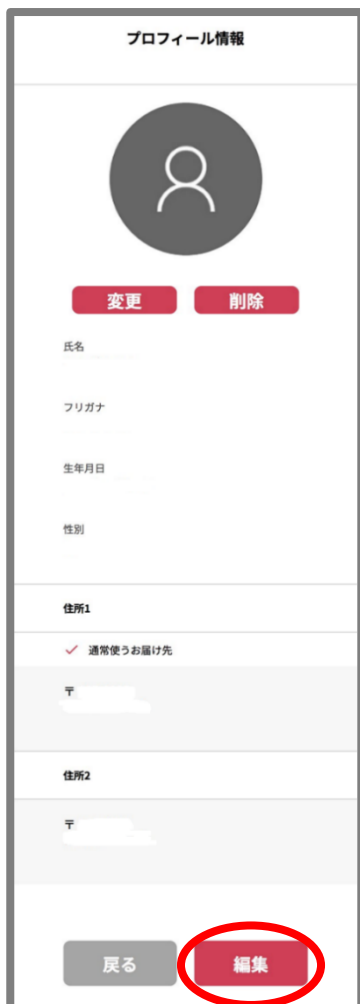 プロフィール情報
変更 削除
氏名
フリガナ
生年月日
性別
住所1
通常使うお届け先
〒
住所2
〒
戻る 編集